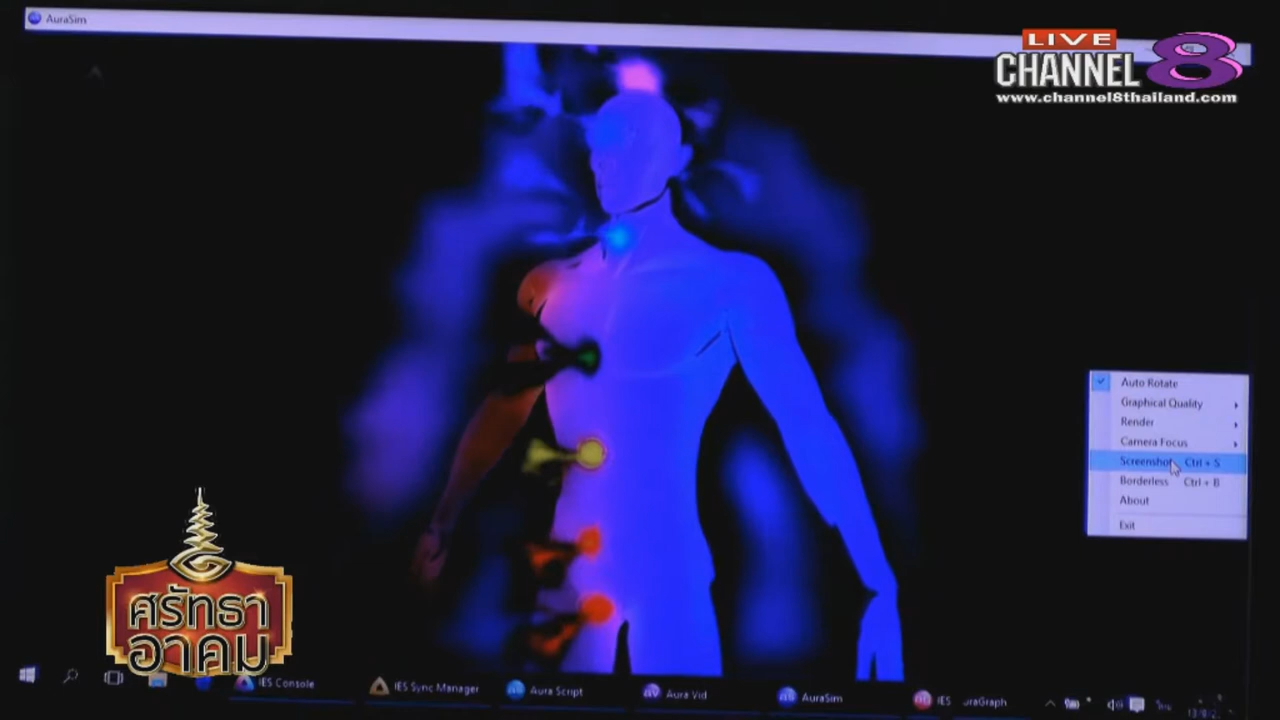 AuraSim
LIVE
CHANNEL 8
www.channel8thailand.com
Auto Rotate
Graphical Quality
Render
Camera Focus
Screenshot Ctrl + S
Borderless Ctrl + B
About
Exit
ศรัทธา
อาคม
IES Console
IES Sync Manager
Aura Script
Aura Vid
AuraSim
IES